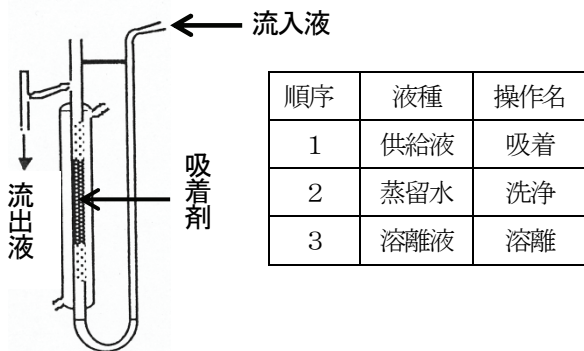 流入液
流出液
吸着剤
順序 液種 操作名
1 供給液 吸着
2 蒸留水 洗浄
3 溶離液 溶離